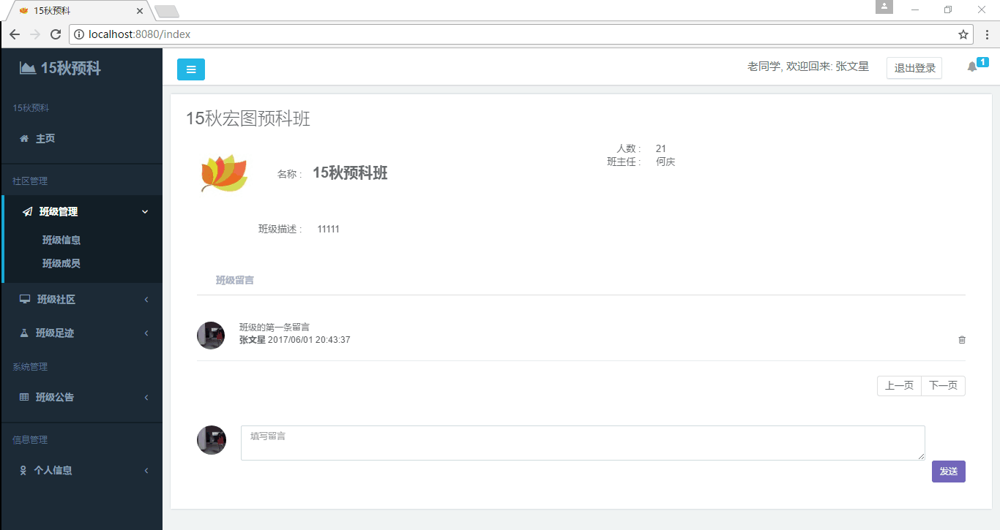 15秋预科
localhost:8080/index
15秋预科
老同学, 欢迎回来: 张文星
退出登录
1
15秋预科
主页
社区管理
班级管理
班级信息
班级成员
班级社区
班级足迹
系统管理
班级公告
信息管理
个人信息
15秋宏图预科班
名称 :
15秋预科班
人数 :
21
班主任 :
何庆
班级描述 :
11111
班级留言
班级的第一条留言
张文星 2017/06/01 20:43:37
上一页
下一页
填写留言
发送